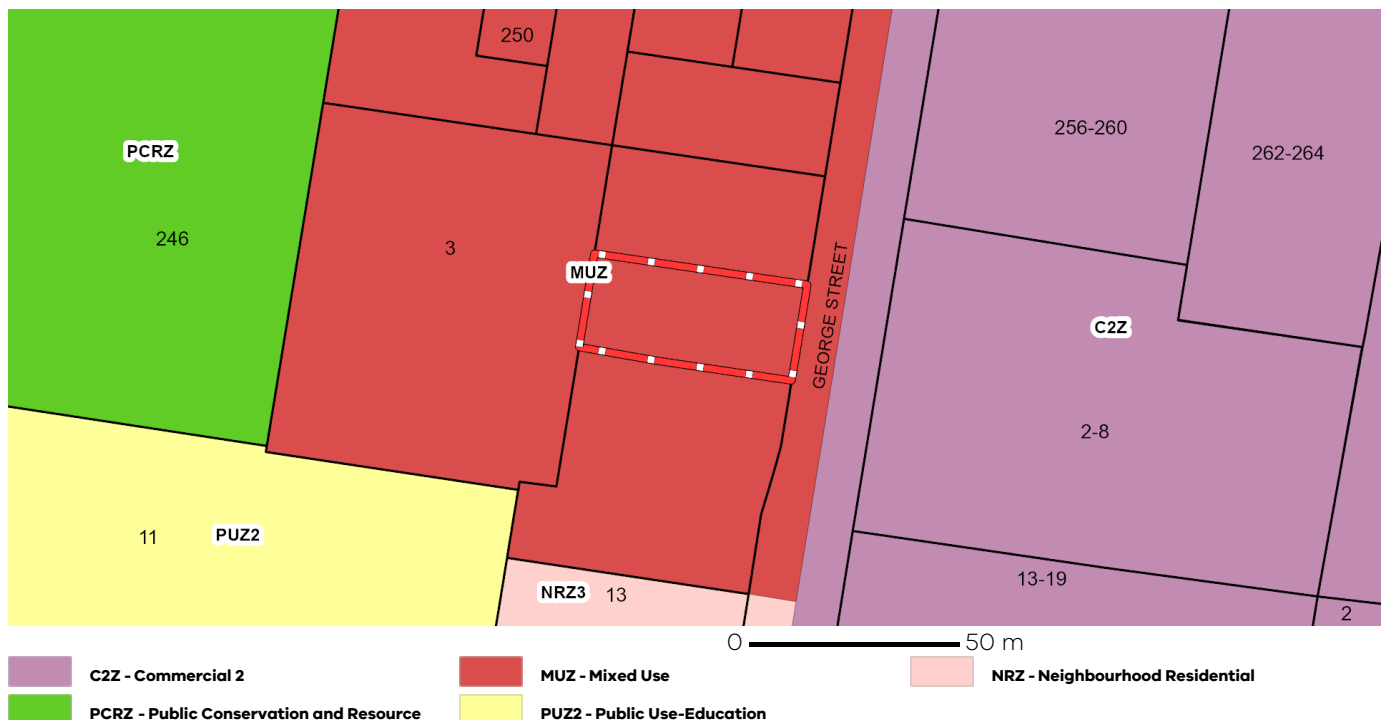 250
256-260
262-264
PCRZ
246
3
MUZ
GEORGE STREET
C2Z
2-8
11
PUZ2
NRZ3
13
13-19
2
0 50 m
C2Z - Commercial 2
MUZ - Mixed Use
NRZ - Neighbourhood Residential
PCRZ - Public Conservation and Resource
PUZ2 - Public Use-Education